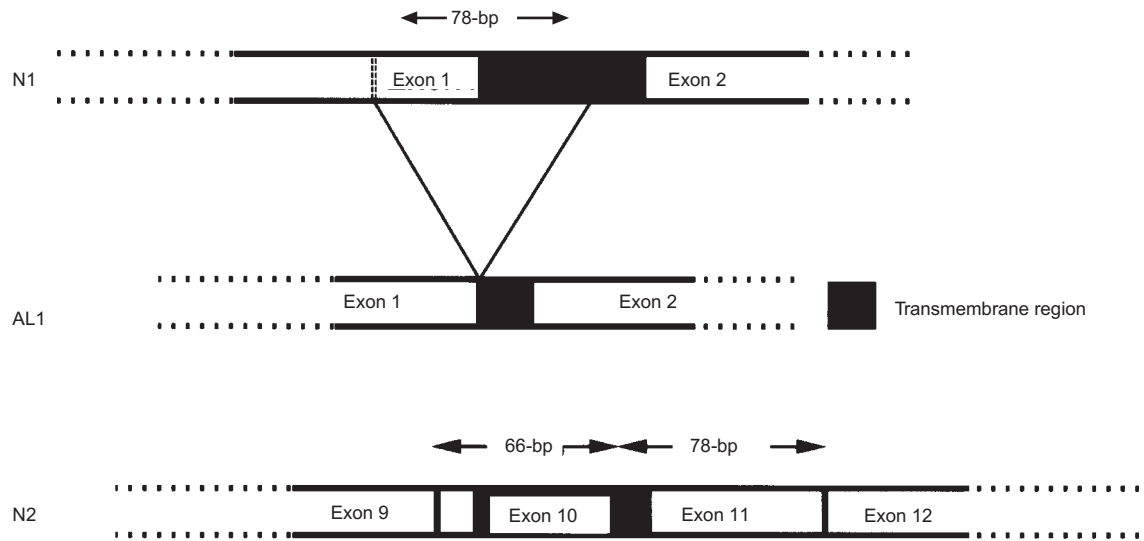 78-bp
N1
Exon 1
Exon 2
Exon 1
Exon 2
AL1
Transmembrane region
66-bp
78-bp
N2
Exon 9
Exon 10
Exon 11
Exon 12